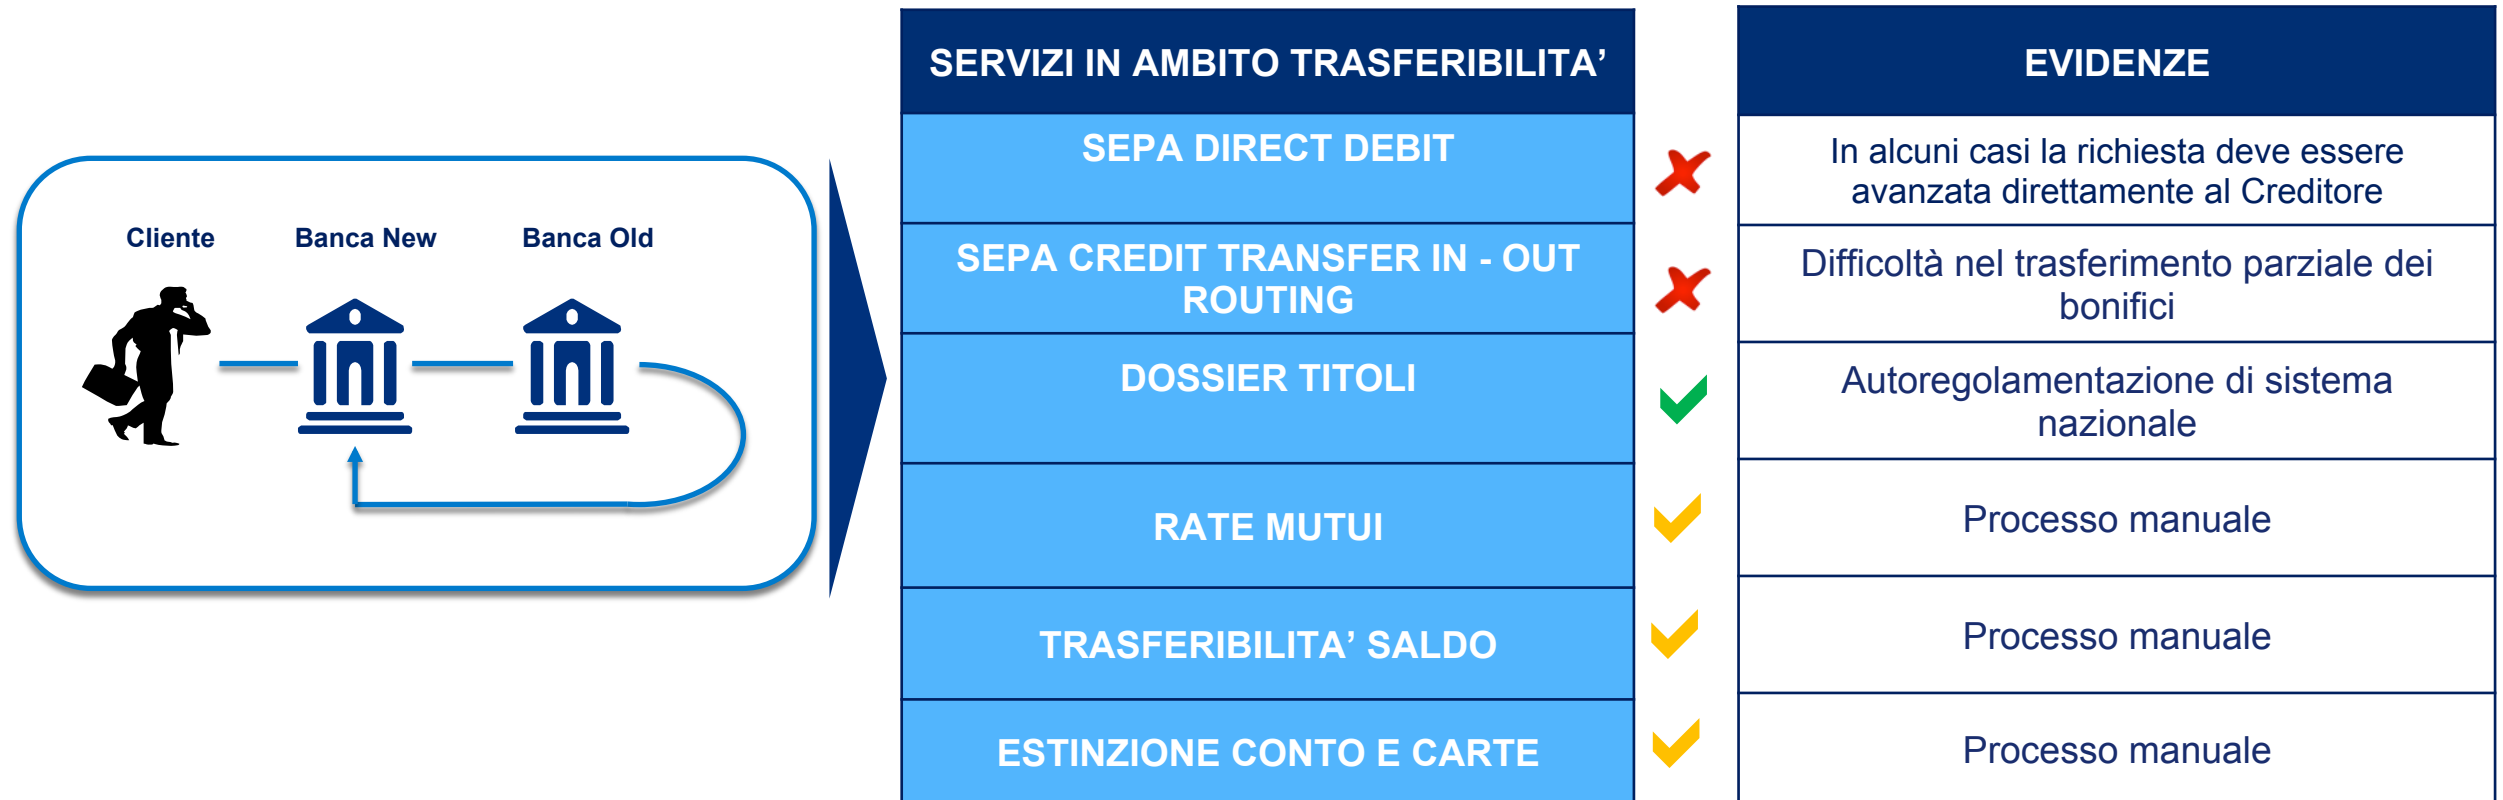 Cliente
Banca New
Banca Old
SERVIZI IN AMBITO TRASFERIBILITA’
EVIDENZE
SEPA DIRECT DEBIT
In alcuni casi la richiesta deve essere
avanzata direttamente al Creditore
SEPA CREDIT TRANSFER IN - OUT
ROUTING
Difficoltà nel trasferimento parziale dei
bonifici
DOSSIER TITOLI
Autoregolamentazione di sistema
nazionale
RATE MUTUI
Processo manuale
TRASFERIBILITA’ SALDO
Processo manuale
ESTINZIONE CONTO E CARTE
Processo manuale